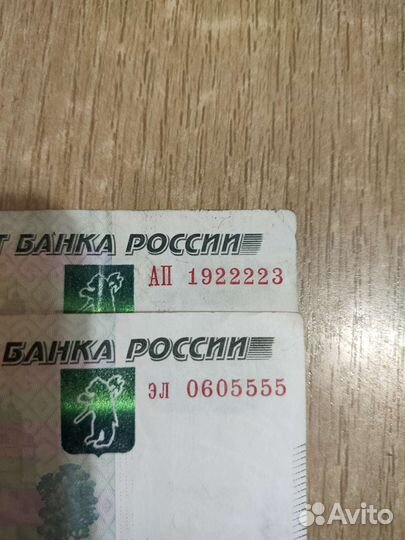 Т БАНКА РОССИИ
АП 1922223
БАНКА РОССИИ
эл 0605555
Avito